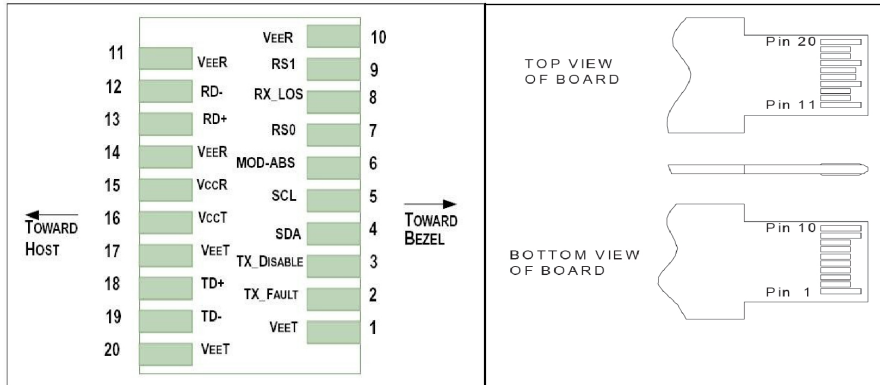 11 VEER
12 RD-
13 RD+
14 VEER
15 VCCR
16 VCCT
17 VEET
18 TD+
19 TD-
20 VEET
VEER 10
RS1 9
RX_LOS 8
RS0 7
MOD-ABS 6
SCL 5
SDA 4
TX_DISABLE 3
TX_FAULT 2
VEET 1
TOWARD
HOST
TOWARD
BEZEL
TOP VIEW
OF BOARD
Pin 20
Pin 11
BOTTOM VIEW
OF BOARD
Pin 10
Pin 1